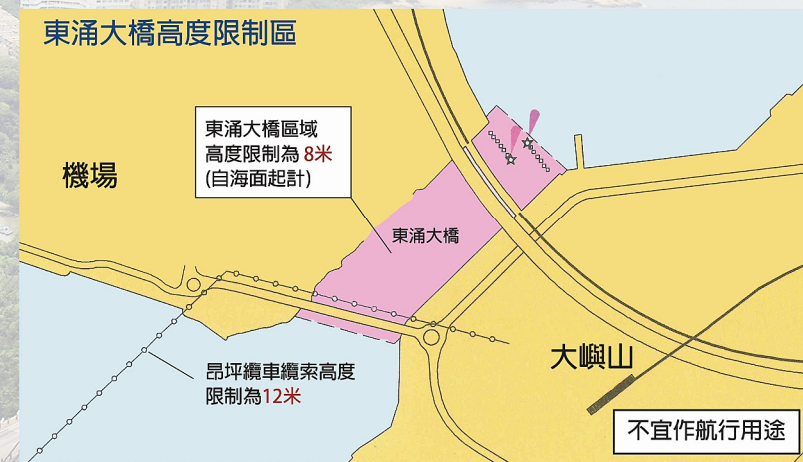 東涌大橋高度限制區
東涌大橋區域
高度限制為 8米
(自海面起計)
機場
東涌大橋
昂坪纜車纜索高度
限制為12米
大嶼山
不宜作航行用途